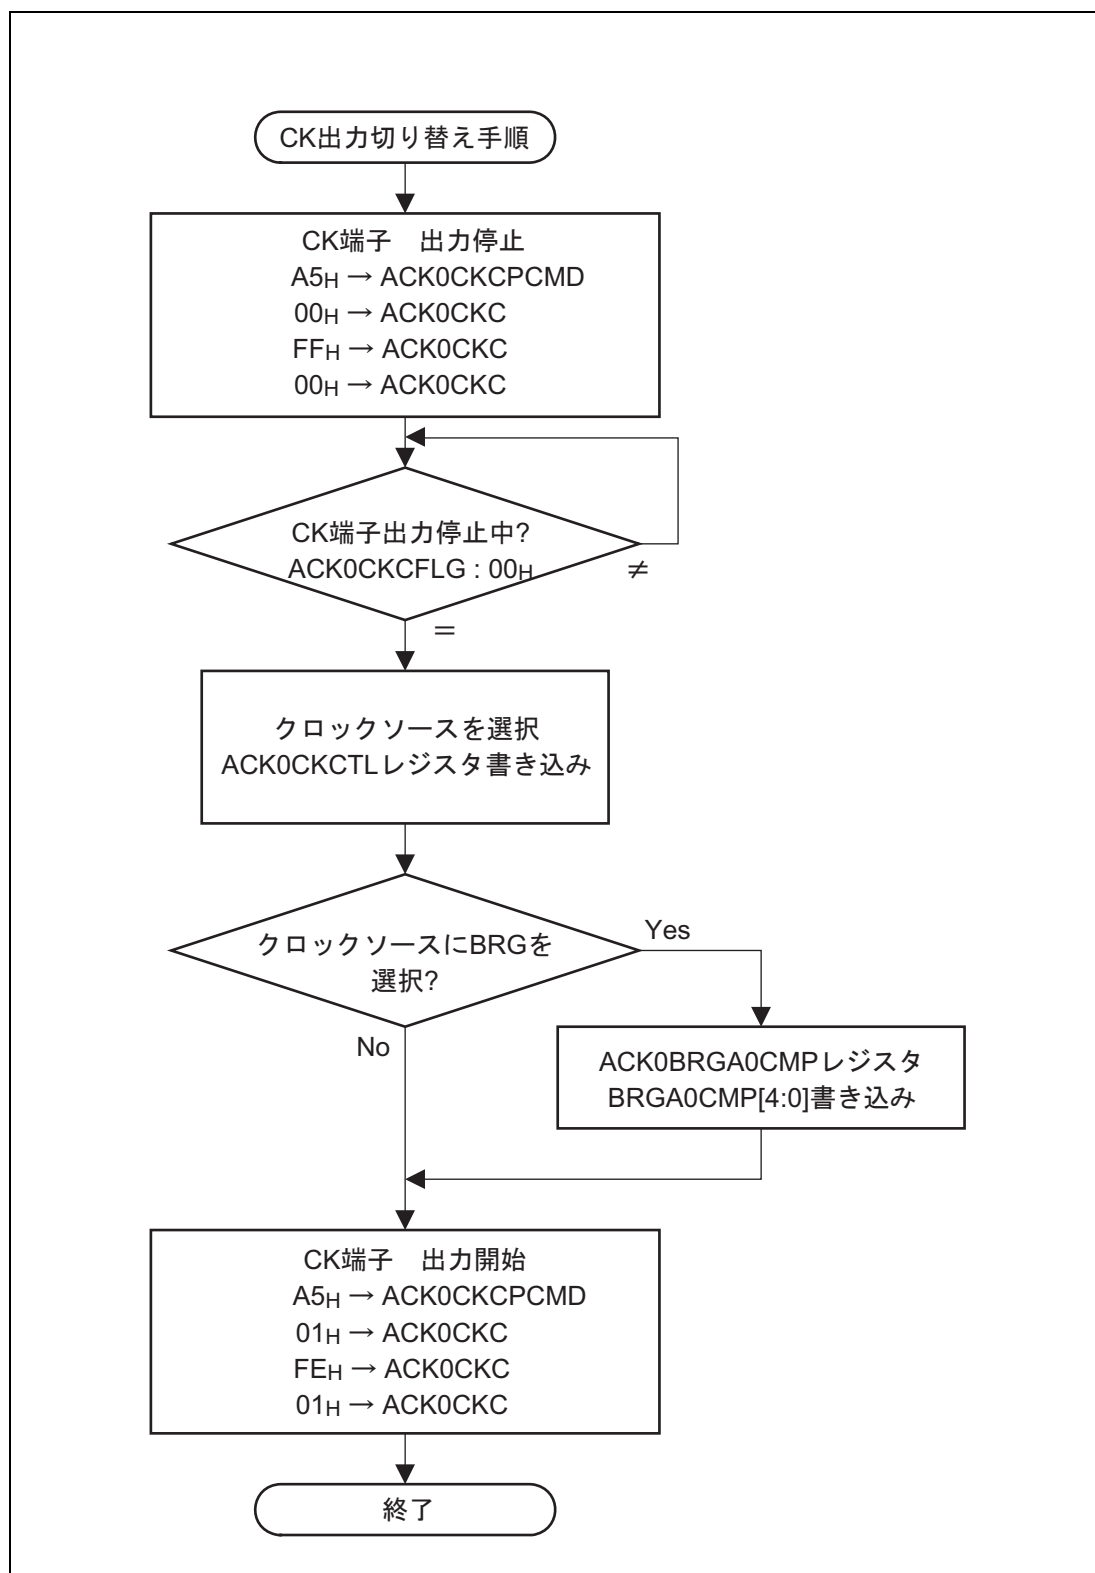 CK出力切り替え手順
CK端子　出力停止
A5H → ACK0CKCPCMD
00H → ACK0CKC
FFH → ACK0CKC
00H → ACK0CKC
CK端子出力停止中?
ACK0CKCFLG : 00H
≠
＝
クロックソースを選択
ACK0CKCTLレジスタ書き込み
クロックソースにBRGを
選択?
Yes
No
ACK0BRGA0CMPレジスタ
BRGA0CMP[4:0]書き込み
CK端子　出力開始
A5H → ACK0CKCPCMD
01H → ACK0CKC
FEH → ACK0CKC
01H → ACK0CKC
終了